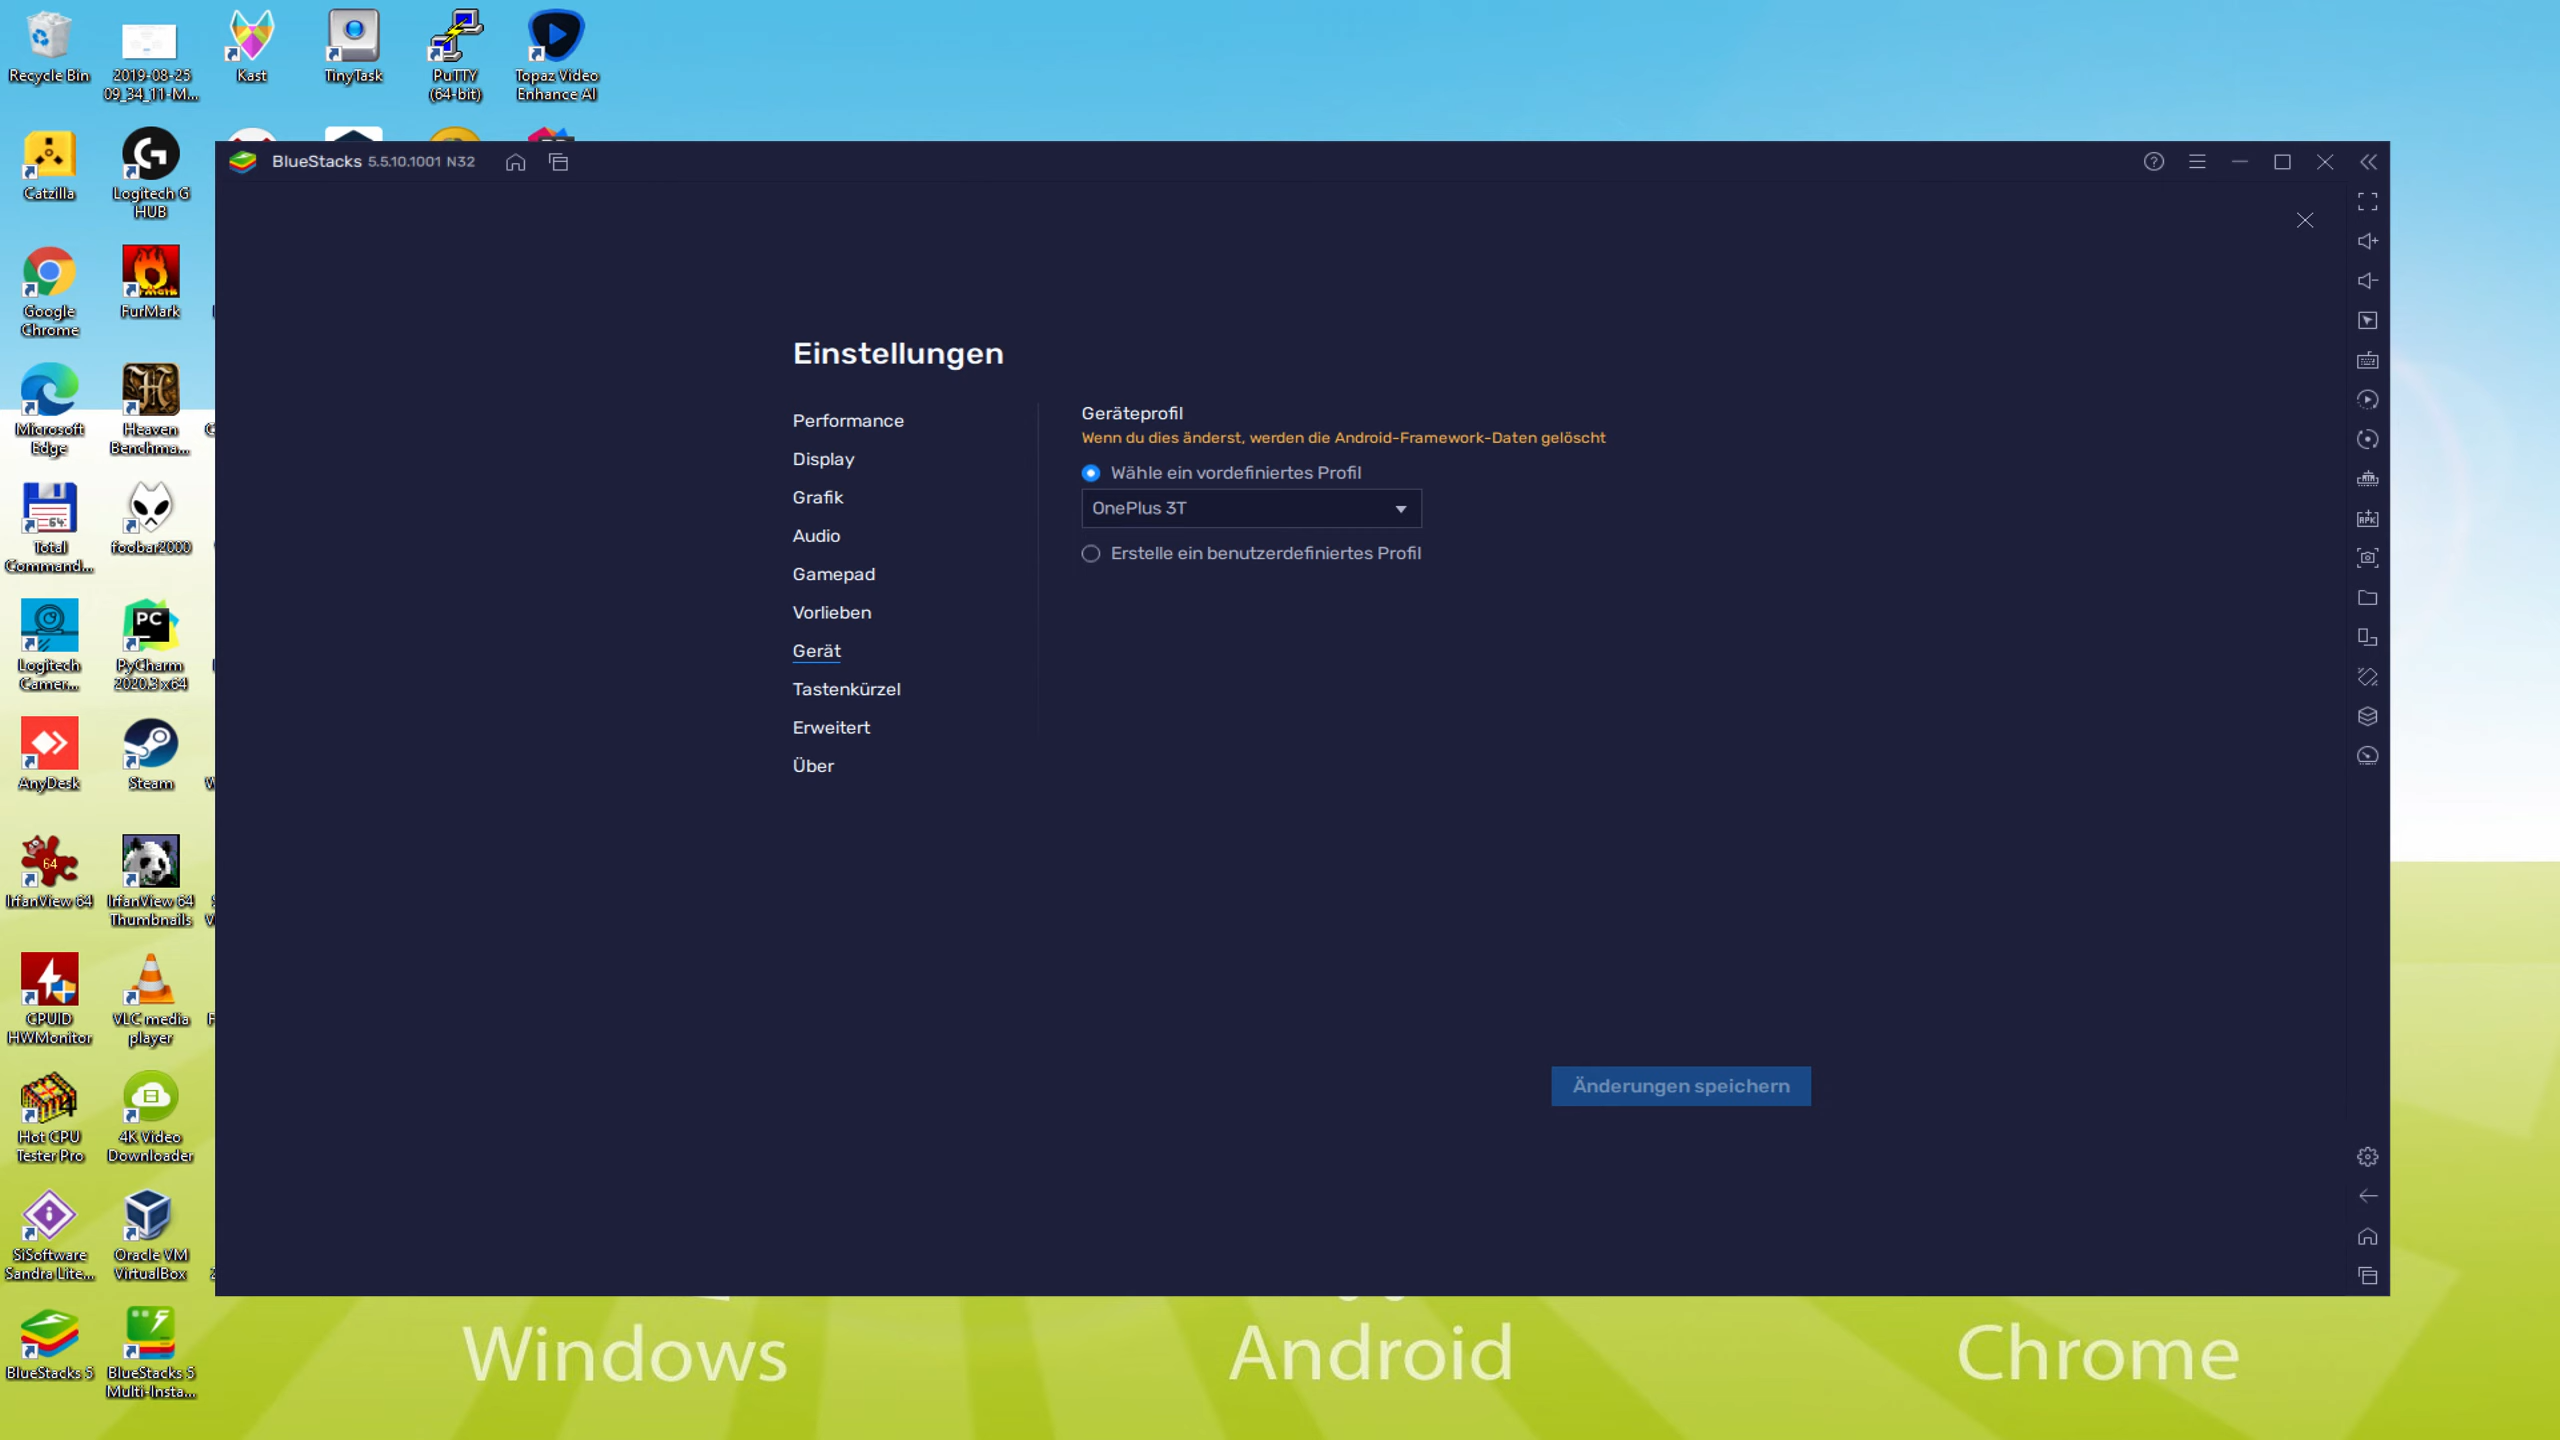 Recycle Bin
2019-08-25
09_34_11-M...
Kast
TinyTask
PuTTY
(64-bit)
Topaz Video
Enhance AI
Catzilla
Logitech G
HUB
Google
Chrome
FurMark
Microsoft
Edge
Heaven
Benchma...
Total
Command...
foobar2000
Logitech
Camer...
PyCharm
2020.3 x64
AnyDesk
Steam
IrfanView 64
IrfanView 64
Thumbnails
CPUID
HWMonitor
VLC media
player
Hot CPU
Tester Pro
4K Video
Downloader
SiSoftware
Sandra Lite...
Oracle VM
VirtualBox
BlueStacks 5
BlueStacks 5
Multi-Insta...
BlueStacks 5.5.10.1001 N32
Einstellungen
Performance
Display
Grafik
Audio
Gamepad
Vorlieben
Gerät
Tastenkürzel
Erweitert
Über
Geräteprofil
Wenn du dies änderst, werden die Android-Framework-Daten gelöscht
Wähle ein vordefiniertes Profil
OnePlus 3T
Erstelle ein benutzerdefiniertes Profil
Änderungen speichern
Windows
Android
Chrome